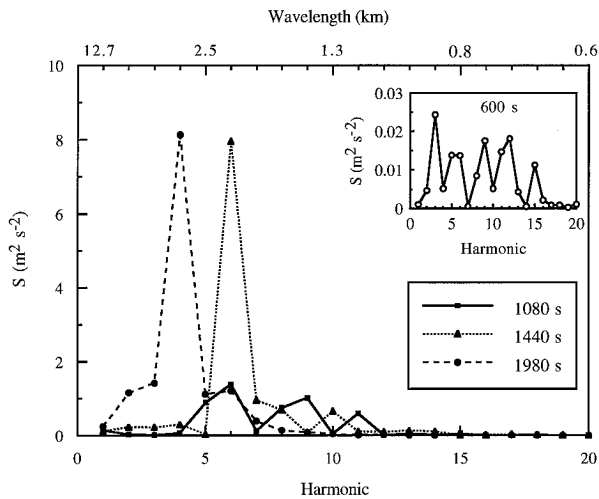 Wavelength (km)
12.7 2.5 1.3 0.8 0.6
10
8
6
4
2
0
S (m2 s-2)
0 5 10 15 20
Harmonic
600 s
0.03
0.02
0.01
0
S (m2 s-2)
0 5 10 15 20
Harmonic
1080 s
1440 s
1980 s